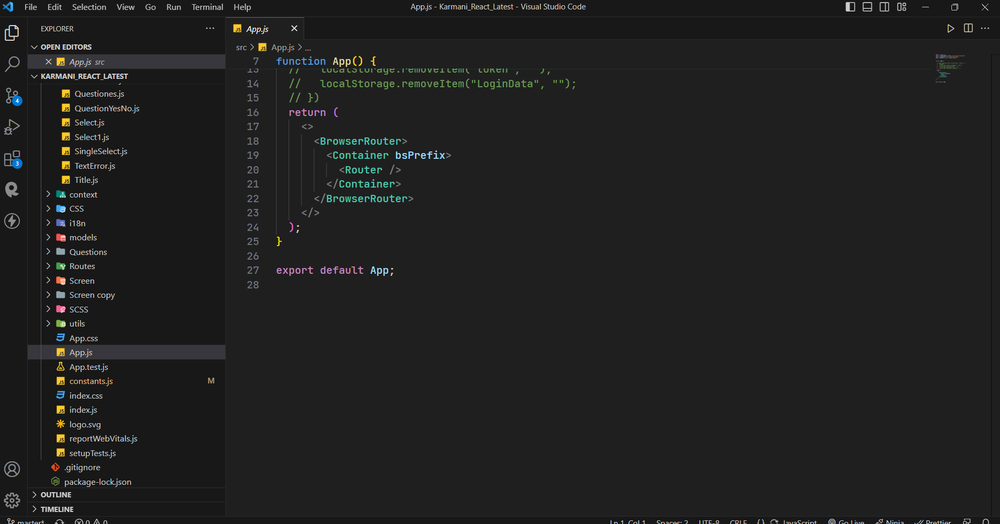 File Edit Selection View Go Run Terminal Help
App.js - Karmani_React_Latest - Visual Studio Code
EXPLORER
OPEN EDITORS
App.js src
KARMANI_REACT_LATEST
Questiones.js
QuestionYesNo.js
Select.js
Select1.js
SingleSelect.js
TextError.js
Title.js
context
CSS
i18n
models
Questions
Routes
Screen
Screen copy
SCSS
utils
App.css
App.js
App.test.js
constants.js M
index.css
index.js
logo.svg
reportWebVitals.js
setupTests.js
.gitignore
package-lock.json
OUTLINE
TIMELINE
4
3
App.js
src > App.js > ...
7 function App() {
13 // localStorage.removeItem("token", "");
14 // localStorage.removeItem("LoginData", "");
15 // })
16 return (
17 <>
18 <BrowserRouter>
19 <Container bsPrefix>
20 <Router />
21 </Container>
22 </BrowserRouter>
23 </>
24 );
25 }
26
27 export default App;
28
master* 0 0
Ln 1, Col 1 Spaces: 2 UTF-8 CRLF {} JavaScript Go Live Ninja Prettier